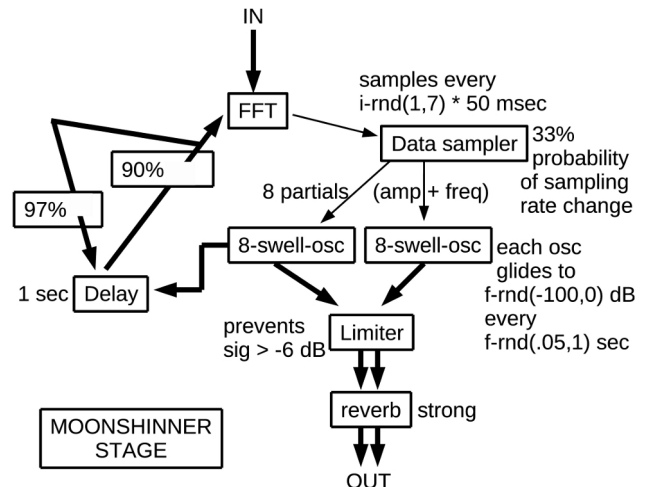 IN
samples every
i-rnd(1,7) * 50 msec
FFT
Data sampler
33%
probability
of sampling
rate change
90%
97%
8 partials
(amp + freq)
8-swell-osc
8-swell-osc
each osc
glides to
f-rnd(-100,0) dB
every
f-rnd(.05,1) sec
1 sec
Delay
prevents
sig > -6 dB
Limiter
reverb
strong
MOONSHINNER
STAGE
OUT